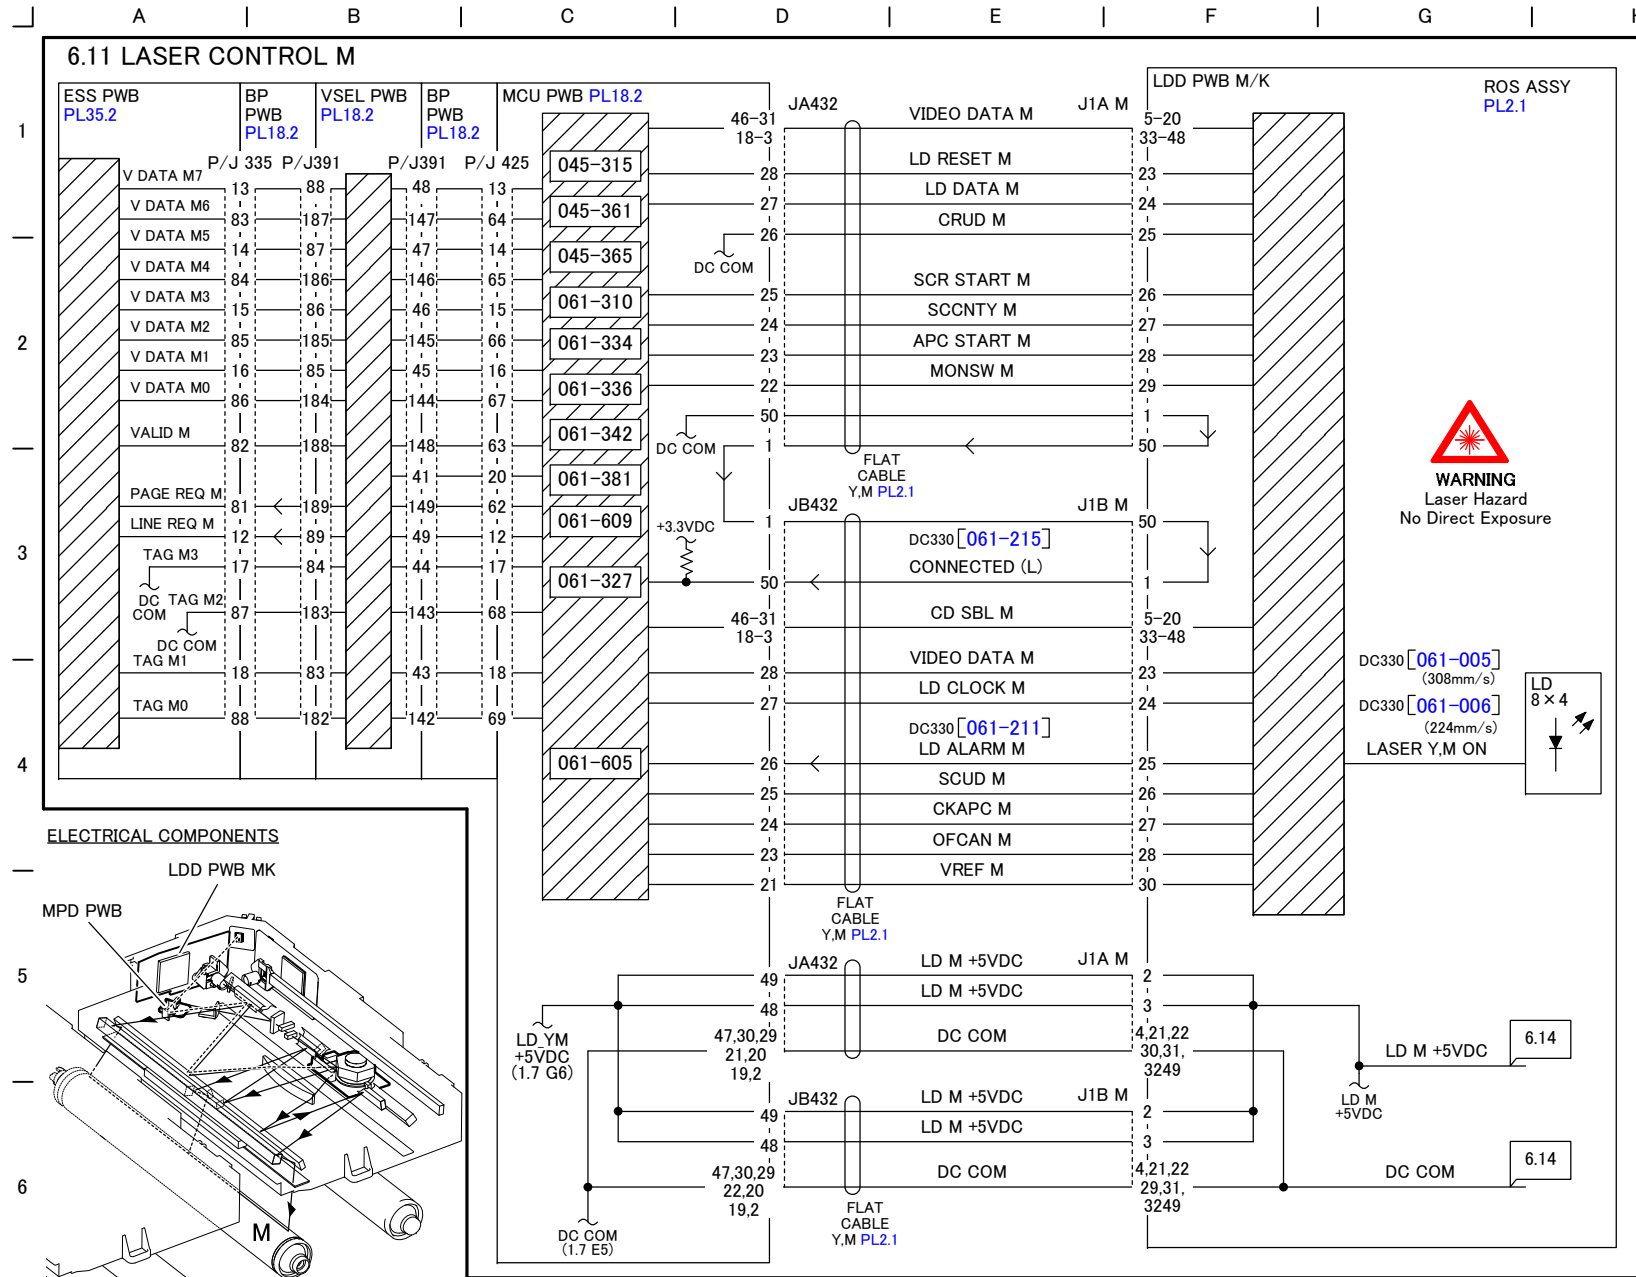 A B C D E F G H
6.11 LASER CONTROL M
ESS PWB
PL35.2
BP
PWB
PL18.2
VSEL PWB
PL18.2
BP
PWB
PL18.2
MCU PWB PL18.2
LDD PWB M/K
ROS ASSY
PL2.1
1
2
3
4
5
6
P/J 335 P/J391 P/J391 P/J 425
V DATA M7 13 88 48 13
V DATA M6 83 187 147 64
V DATA M5 14 87 47 14
V DATA M4 84 186 146 65
V DATA M3 15 86 46 15
V DATA M2 85 185 145 66
V DATA M1 16 85 45 16
V DATA M0 86 184 144 67
VALID M 82 188 148 63
41 20
PAGE REQ M 81 189 149 62
LINE REQ M 12 89 49 12
TAG M3 17 84 44 17
DC
COM
TAG M2 87 183 143 68
DC COM
TAG M1 18 83 43 18
TAG M0 88 182 142 69
045-315
045-361
045-365
061-310
061-334
061-336
061-342
061-381
061-609
061-327
061-605
JA432 J1A M
46-31
18-3
VIDEO DATA M
5-20
33-48
28 LD RESET M 23
27 LD DATA M 24
26 CRUD M 25
DC COM
25 SCR START M 26
24 SCCNTY M 27
23 APC START M 28
22 MONSW M 29
50 1
DC COM
1 50
FLAT
CABLE
Y,M PL2.1
JB432 J1B M
1 50
+3.3VDC
DC330 [061-215]
CONNECTED (L)
50 1
46-31
18-3
CD SBL M
5-20
33-48
28 VIDEO DATA M 23
27 LD CLOCK M 24
DC330 [061-211]
26 LD ALARM M 25
25 SCUD M 26
24 CKAPC M 27
23 OFCAN M 28
21 VREF M 30
FLAT
CABLE
Y,M PL2.1
WARNING
Laser Hazard
No Direct Exposure
DC330 [061-005]
(308mm/s)
DC330 [061-006]
(224mm/s)
LASER Y,M ON
LD
8×4
JA432 J1A M
49 LD M +5VDC 2
48 LD M +5VDC 3
47,30,29
21,20
19,2
DC COM
4,21,22
30,31,
3249
LD_YM
+5VDC
(1.7 G6)
JB432 J1B M
49 LD M +5VDC 2
48 LD M +5VDC 3
47,30,29
22,20
19,2
DC COM
4,21,22
29,31,
3249
FLAT
CABLE
Y,M PL2.1
DC COM
(1.7 E5)
LD M +5VDC 6.14
LD M
+5VDC
DC COM 6.14
ELECTRICAL COMPONENTS
LDD PWB MK
MPD PWB
M